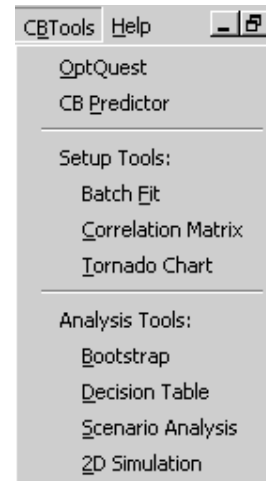 CBTools Help
OptQuest
CB Predictor
Setup Tools:
Batch Fit
Correlation Matrix
Tornado Chart
Analysis Tools:
Bootstrap
Decision Table
Scenario Analysis
2D Simulation